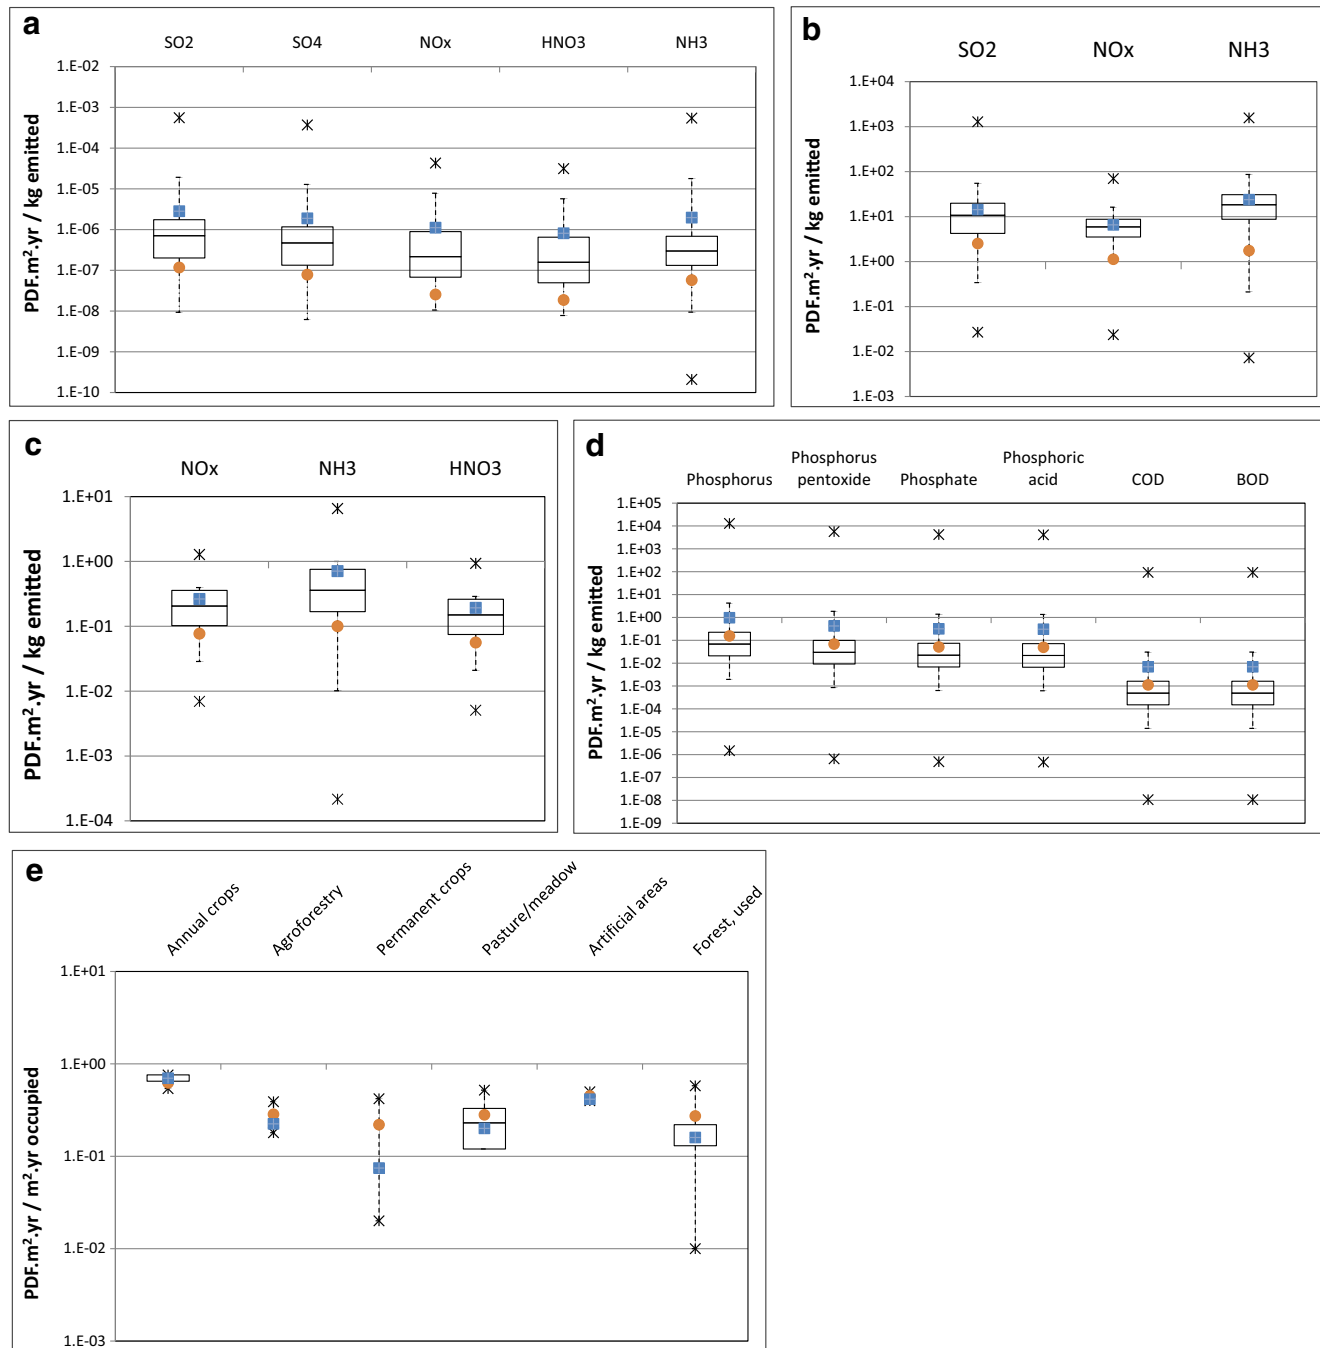 a
SO2 SO4 NOx HNO3 NH3
PDF.m².yr / kg emitted
1.E-02
1.E-03
1.E-04
1.E-05
1.E-06
1.E-07
1.E-08
1.E-09
1.E-10
b
SO2 NOx NH3
PDF.m².yr / kg emitted
1.E+04
1.E+03
1.E+02
1.E+01
1.E+00
1.E-01
1.E-02
1.E-03
c
NOx NH3 HNO3
PDF.m².yr / kg emitted
1.E+01
1.E+00
1.E-01
1.E-02
1.E-03
1.E-04
d
Phosphorus
Phosphorus
pentoxide
Phosphate
Phosphoric
acid
COD
BOD
PDF.m².yr / kg emitted
1.E+05
1.E+04
1.E+03
1.E+02
1.E+01
1.E+00
1.E-01
1.E-02
1.E-03
1.E-04
1.E-05
1.E-06
1.E-07
1.E-08
1.E-09
e
Annual crops
Agroforestry
Permanent crops
Pasture/meadow
Artificial areas
Forest, used
PDF.m².yr / m².yr occupied
1.E+01
1.E+00
1.E-01
1.E-02
1.E-03